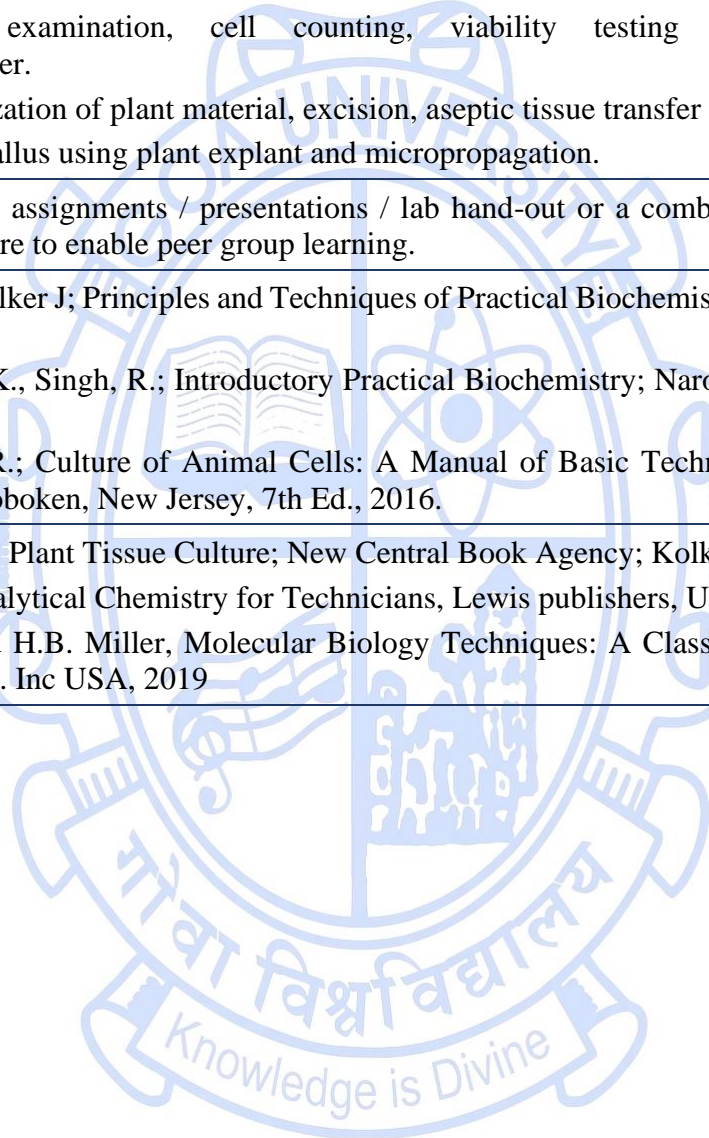 examination, cell counting, viability testing
er.
zation of plant material, excision, aseptic tissue transfer
allus using plant explant and micropropagation.
assignments / presentations / lab hand-out or a comb
re to enable peer group learning.
lker J; Principles and Techniques of Practical Biochemis
K., Singh, R.; Introductory Practical Biochemistry; Naro
R.; Culture of Animal Cells: A Manual of Basic Techn
oboken, New Jersey, 7th Ed., 2016.
Plant Tissue Culture; New Central Book Agency; Kolk
alytical Chemistry for Technicians, Lewis publishers, U
H.B. Miller, Molecular Biology Techniques: A Class
. Inc USA, 2019
GOA UNIVERSITY
गोंवा विश्वविद्यालय
Knowledge is Divine